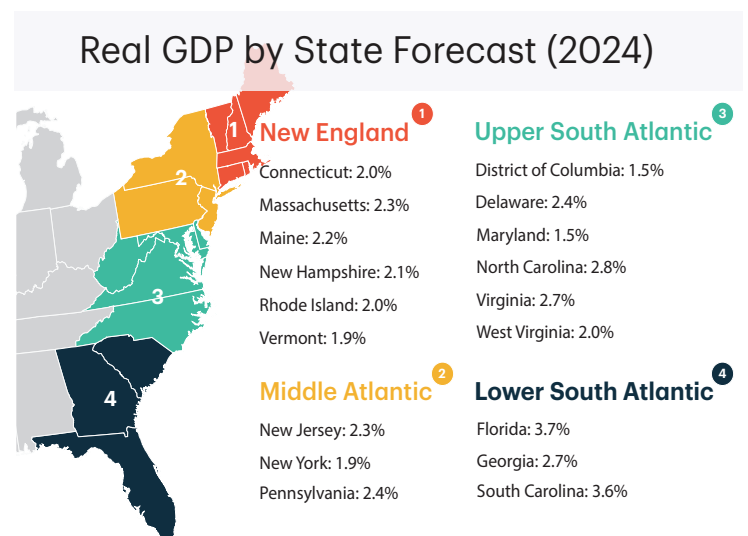 Real GDP by State Forecast (2024)
1
2
3
4
New England 1
Connecticut: 2.0%
Massachusetts: 2.3%
Maine: 2.2%
New Hampshire: 2.1%
Rhode Island: 2.0%
Vermont: 1.9%
Middle Atlantic 2
New Jersey: 2.3%
New York: 1.9%
Pennsylvania: 2.4%
Upper South Atlantic 3
District of Columbia: 1.5%
Delaware: 2.4%
Maryland: 1.5%
North Carolina: 2.8%
Virginia: 2.7%
West Virginia: 2.0%
Lower South Atlantic 4
Florida: 3.7%
Georgia: 2.7%
South Carolina: 3.6%